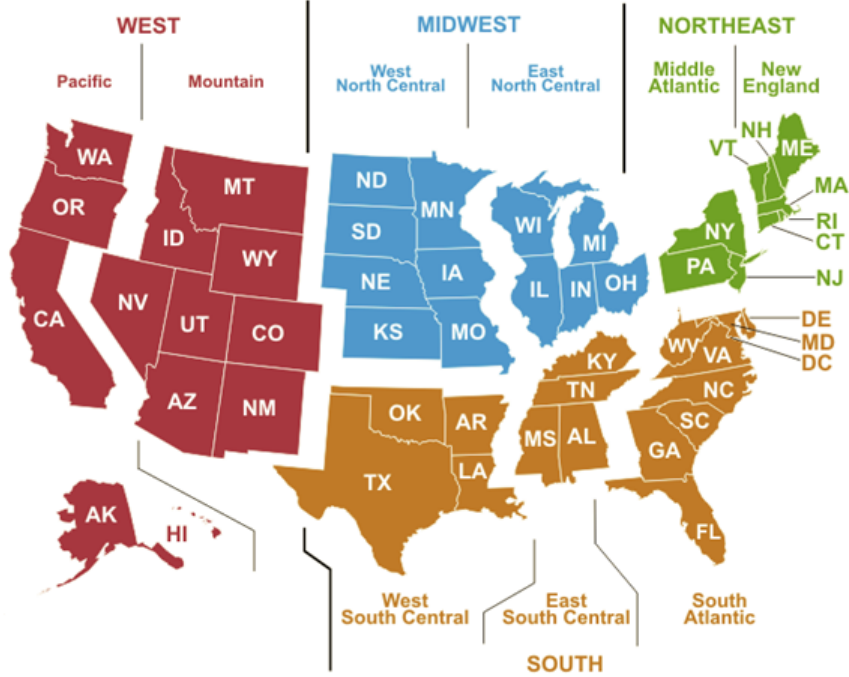 WEST
MIDWEST
NORTHEAST
Pacific
Mountain
West
North Central
East
North Central
Middle
Atlantic
New
England
WA
OR
CA
NV
ID
MT
WY
UT
CO
AZ
NM
AK
HI
ND
SD
NE
KS
MN
IA
MO
WI
MI
IL
IN
OH
NH
VT
ME
MA
RI
CT
NY
PA
NJ
DE
MD
DC
WV
VA
KY
TN
NC
SC
GA
FL
OK
AR
TX
LA
MS
AL
West
South Central
East
South Central
South
Atlantic
SOUTH